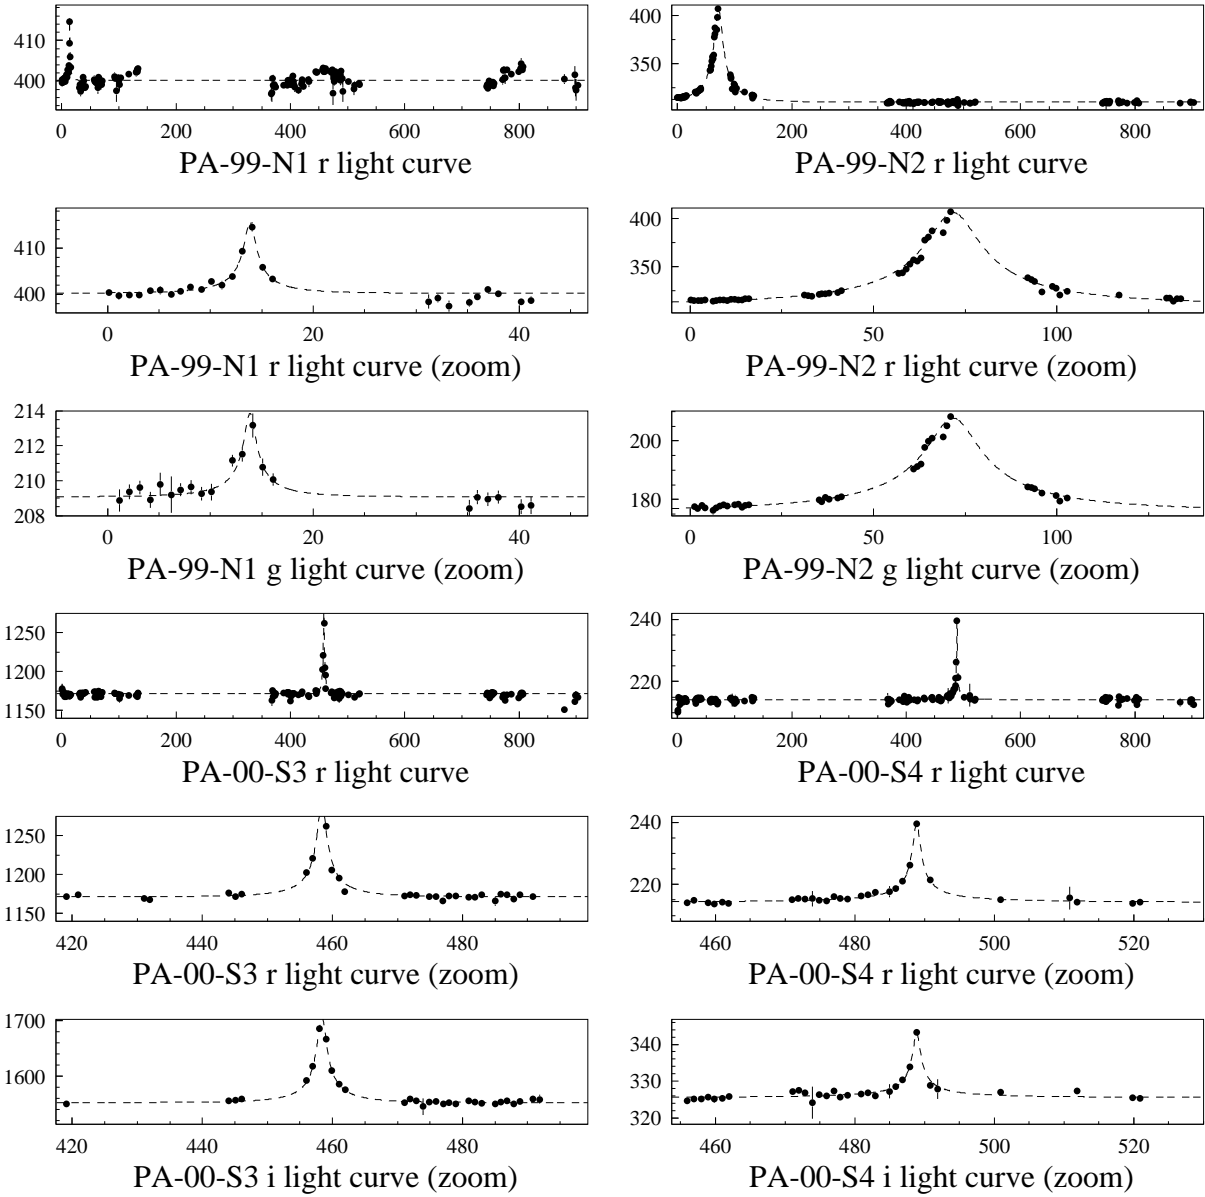 410
400
0 200 400 600 800
PA-99-N1 r light curve
400
350
0 200 400 600 800
PA-99-N2 r light curve
410
400
0 20 40
PA-99-N1 r light curve (zoom)
400
350
0 50 100
PA-99-N2 r light curve (zoom)
214
212
210
208
0 20 40
PA-99-N1 g light curve (zoom)
200
180
0 50 100
PA-99-N2 g light curve (zoom)
1250
1200
1150
0 200 400 600 800
PA-00-S3 r light curve
240
220
0 200 400 600 800
PA-00-S4 r light curve
1250
1200
1150
420 440 460 480
PA-00-S3 r light curve (zoom)
240
220
460 480 500 520
PA-00-S4 r light curve (zoom)
1700
1600
420 440 460 480
PA-00-S3 i light curve (zoom)
340
330
320
460 480 500 520
PA-00-S4 i light curve (zoom)